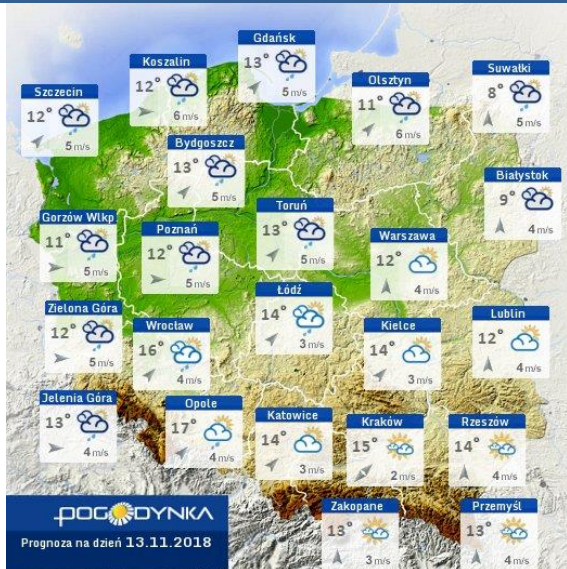 Gdańsk
13°
5 m/s
Koszalin
12°
6 m/s
Szczecin
12°
5 m/s
Olsztyn
11°
6 m/s
Suwałki
8°
5 m/s
Bydgoszcz
13°
5 m/s
Białystok
9°
4 m/s
Toruń
13°
5 m/s
Gorzów Wlkp
11°
5 m/s
Poznań
12°
5 m/s
Warszawa
12°
4 m/s
Łódź
14°
3 m/s
Zielona Góra
12°
5 m/s
Wrocław
16°
4 m/s
Kielce
14°
3 m/s
Lublin
12°
4 m/s
Jelenia Góra
13°
4 m/s
Opole
17°
4 m/s
Katowice
14°
3 m/s
Kraków
15°
2 m/s
Rzeszów
14°
4 m/s
Zakopane
13°
3 m/s
Przemyśl
13°
4 m/s
POGODYNKA
Prognoza na dzień 13.11.2018